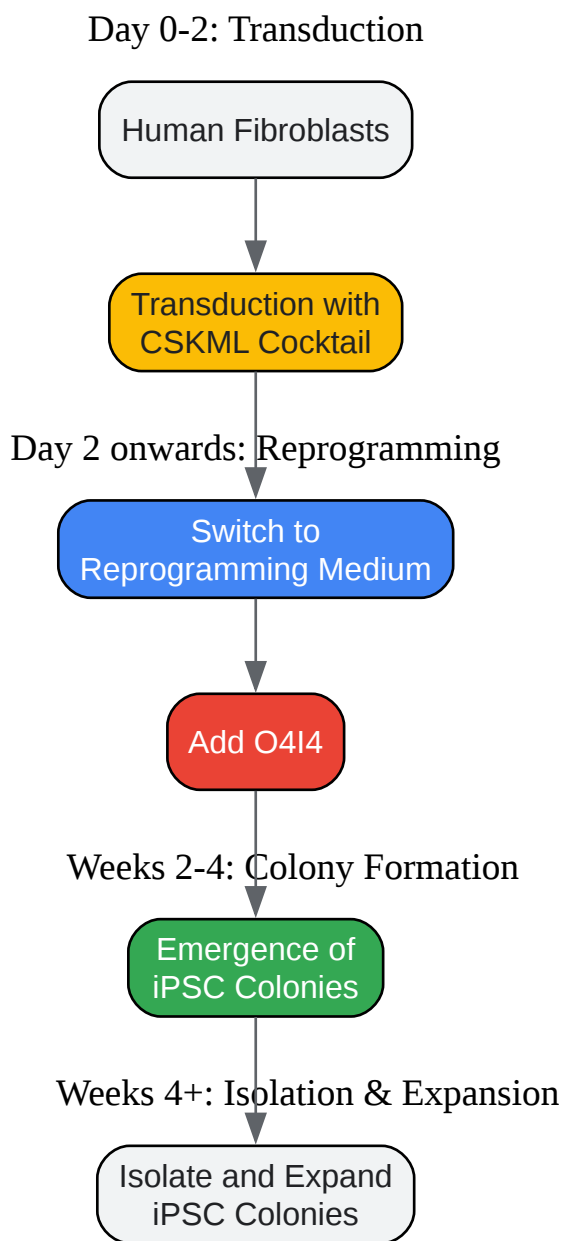 Day 0-2: Transduction
Human Fibroblasts
Transduction with
CSKML Cocktail
Day 2 onwards: Reprogramming
Switch to
Reprogramming Medium
Add O4I4
Weeks 2-4: Colony Formation
Emergence of
iPSC Colonies
Weeks 4+: Isolation & Expansion
Isolate and Expand
iPSC Colonies